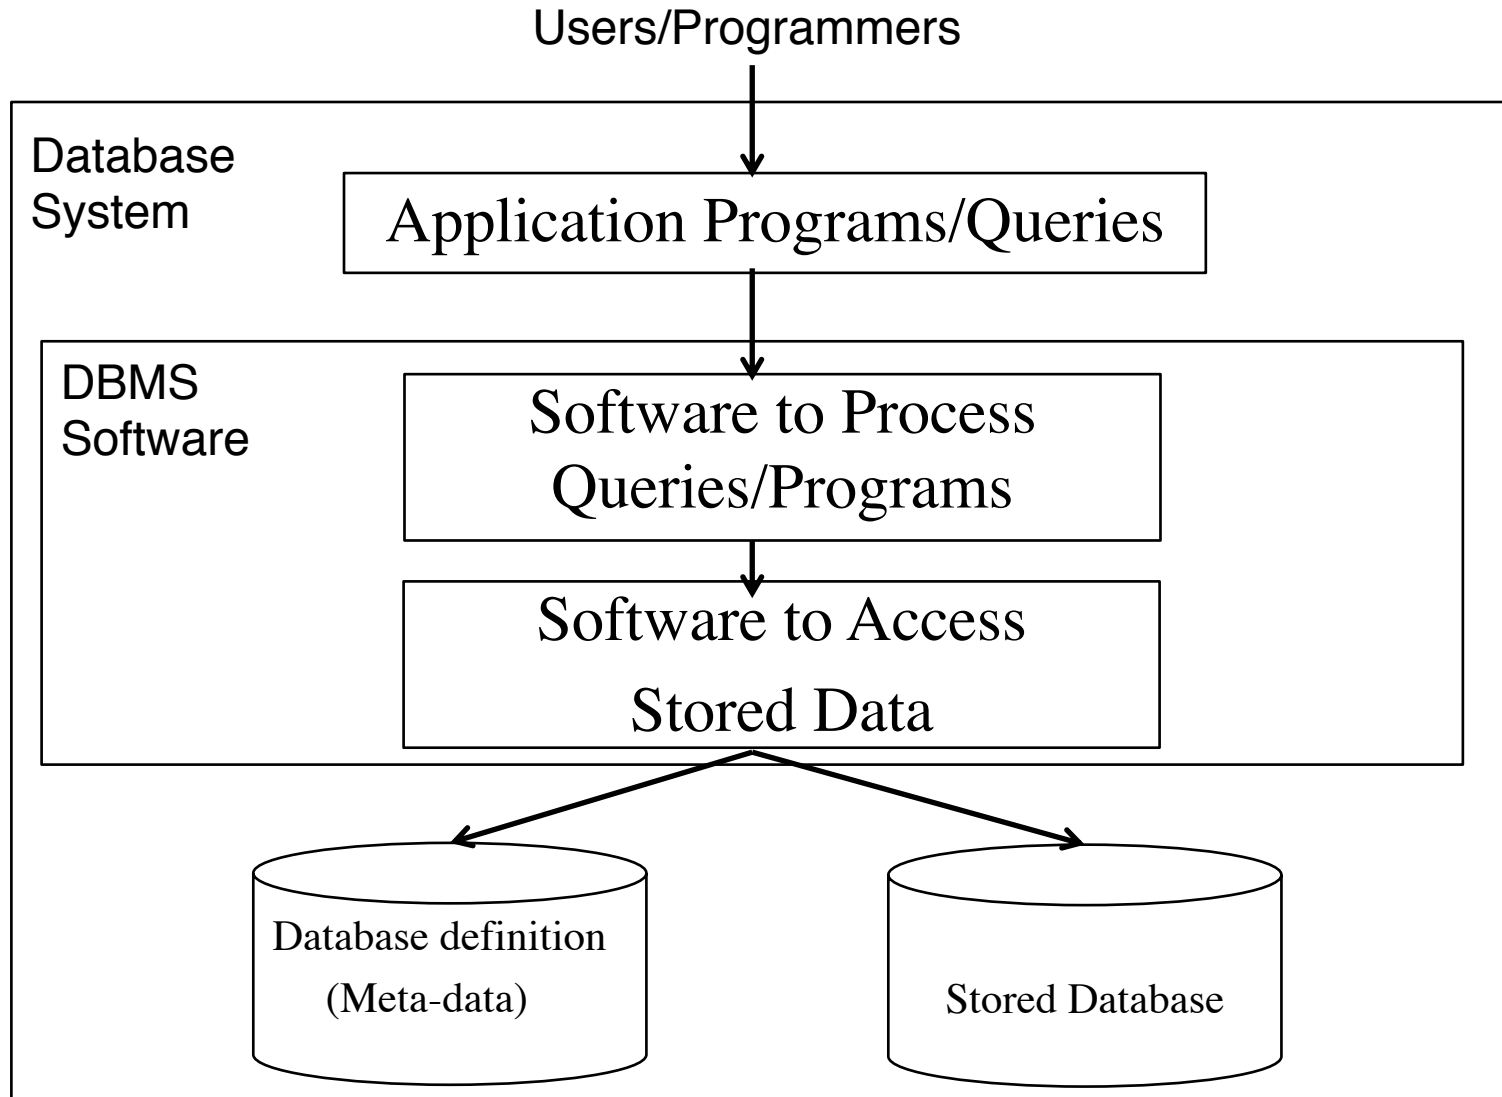 Users/Programmers
Database
System
Application Programs/Queries
DBMS
Software
Software to Process
Queries/Programs
Software to Access
Stored Data
Database definition
(Meta-data)
Stored Database